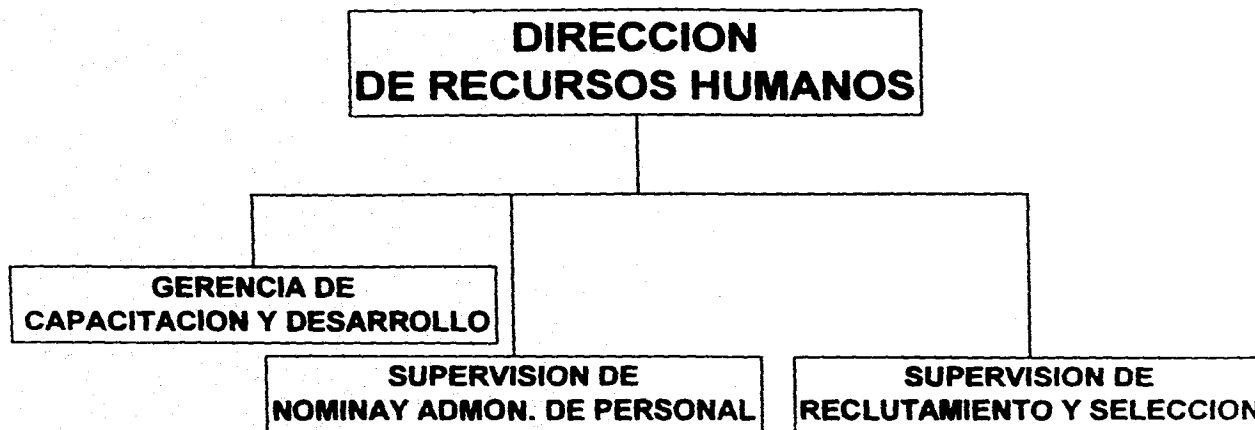 DIRECCION
DE RECURSOS HUMANOS
GERENCIA DE
CAPACITACION Y DESARROLLO
SUPERVISION DE
NOMINAY ADMON. DE PERSONAL
SUPERVISION DE
RECLUTAMIENTO Y SELECCION